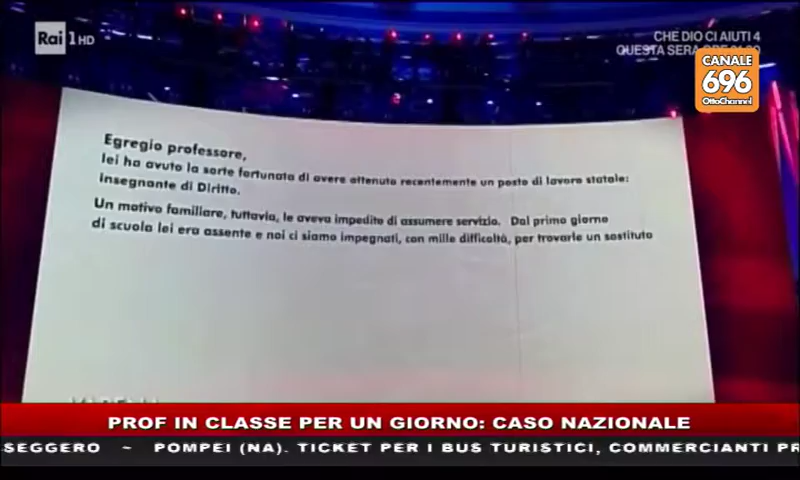 Rai 1HD
CHE DIO CI AIUTI 4
QUESTA SERA ORE
CANALE
696
OttoChannel
Egregio professore,
lei ha avuto la sorte fortunata di avere ottenuto recentemente un posto di lavoro statale:
Insegnante di Diritto.
Un motivo familiare, tuttavia, le aveva impedito di assumere servizio. Dal primo giorno
di scuola lei era assente e noi ci siamo impegnati, con mille difficoltà, per trovarle un sostituto
PROF IN CLASSE PER UN GIORNO: CASO NAZIONALE
SEGGERO ~ POMPEI (NA). TICKET PER I BUS TURISTICI, COMMERCIANTI PR